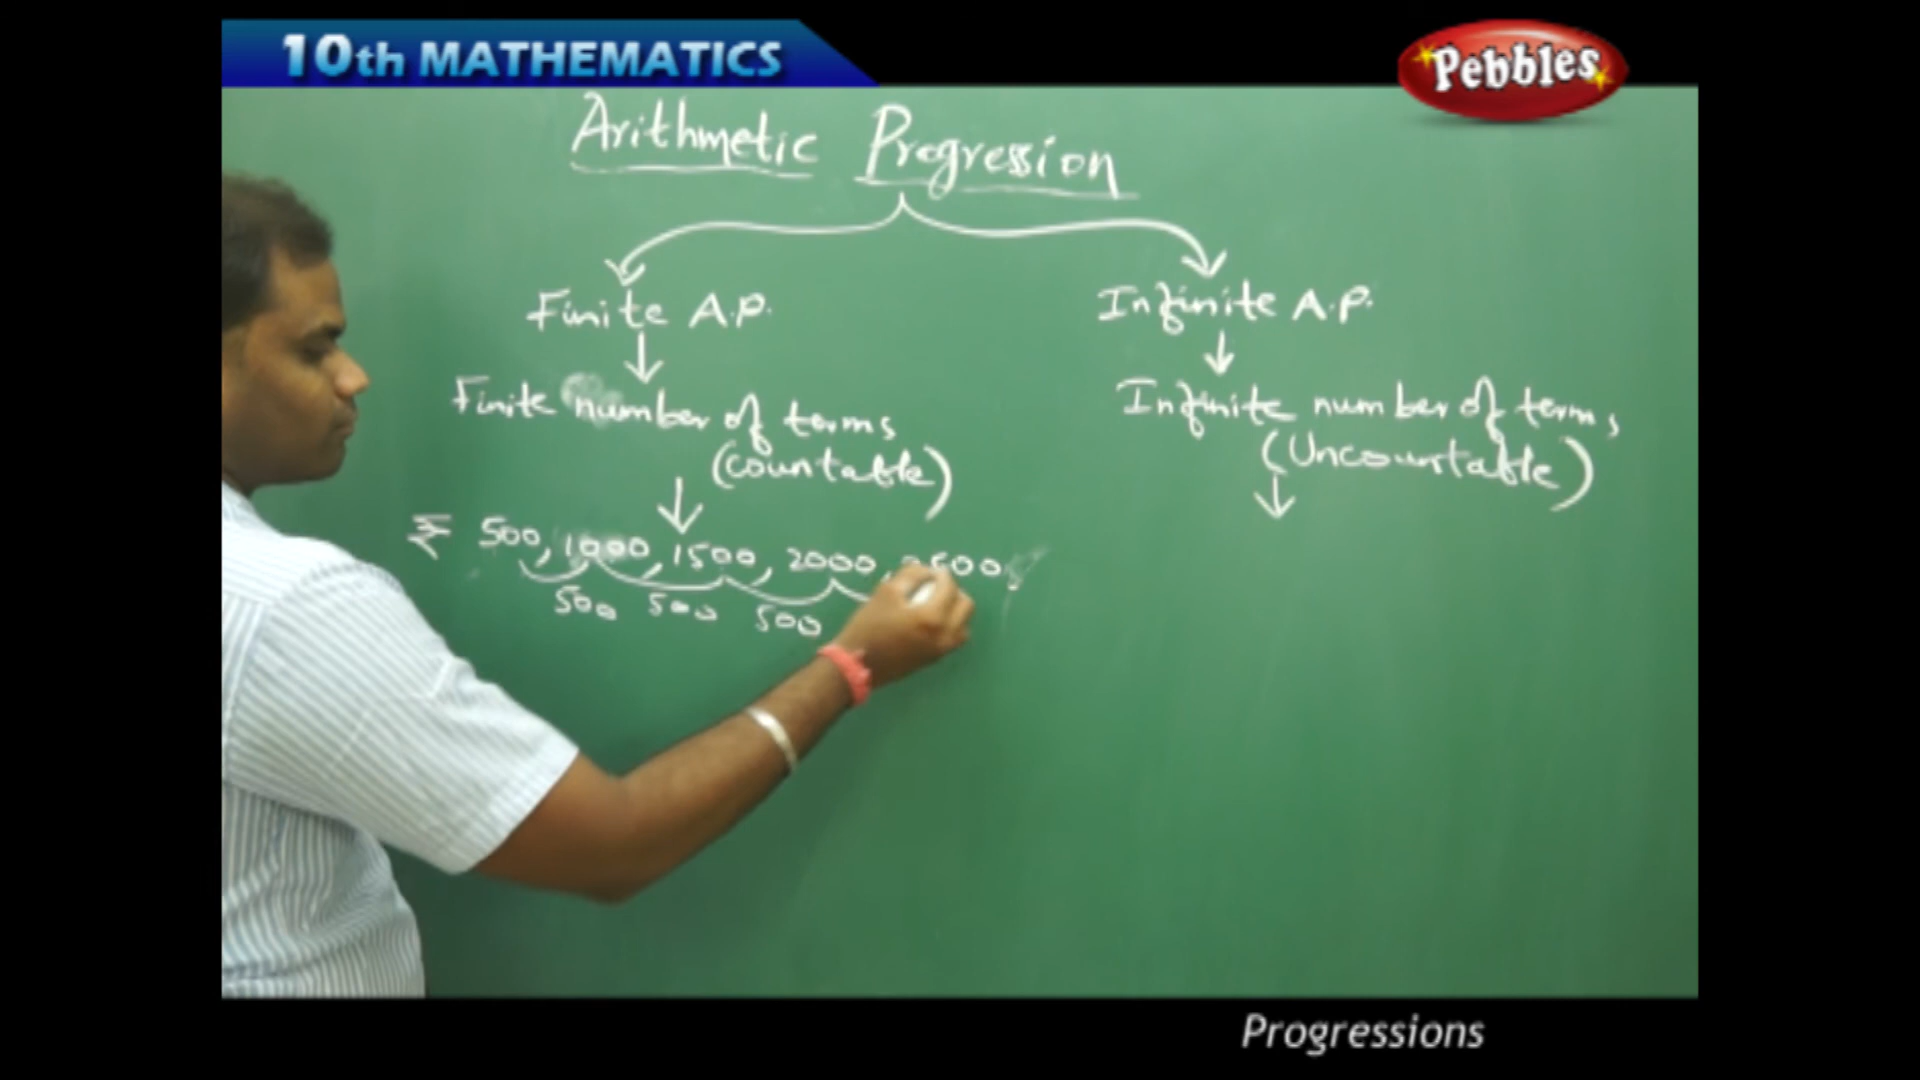 10th MATHEMATICS
Pebbles
Arithmetic Progression
Finite A.P.
Infinite A.P.
Finite number of terms
(countable)
Infinite number of terms
(Uncountable)
₹ 500, 1000, 1500, 2000,
500 500 500
Progressions